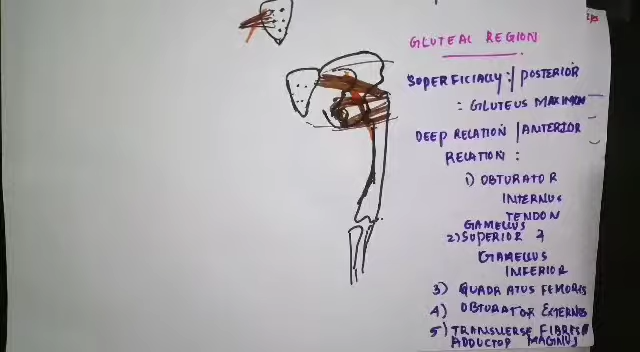 GLUTEAL REGION
SUPERFICIALLY:| POSTERIOR
: GLUTEUS MAXIMUM
DEEP RELATION | ANTERIOR
RELATION :
1) OBTURATOR
INTERNUS
TENDON
GAMELLUS
2) SUPERIOR &
GAMELLUS
INFERIOR
3) QUADRATUS FEMORIS
4) OBTURATOR EXTERNUS
5) TRANSVERSE FIBRES
ADDUCTOR MAGNUS